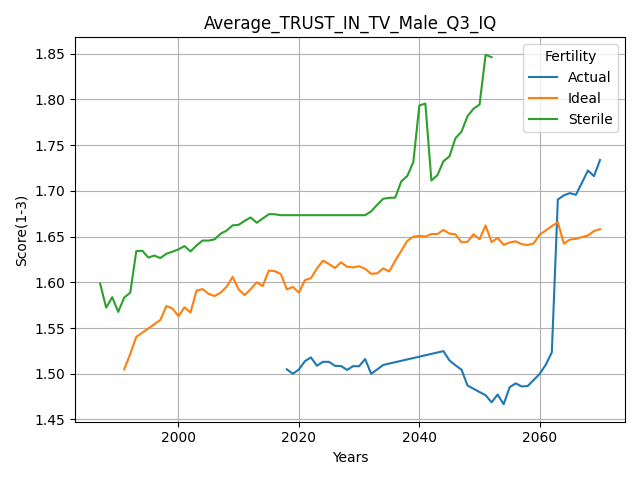 Average_TRUST_IN_TV_Male_Q3_IQ
Fertility
Actual
Ideal
Sterile
Score(1-3)
1.85
1.80
1.75
1.70
1.65
1.60
1.55
1.50
1.45
2000
2020
2040
2060
Years